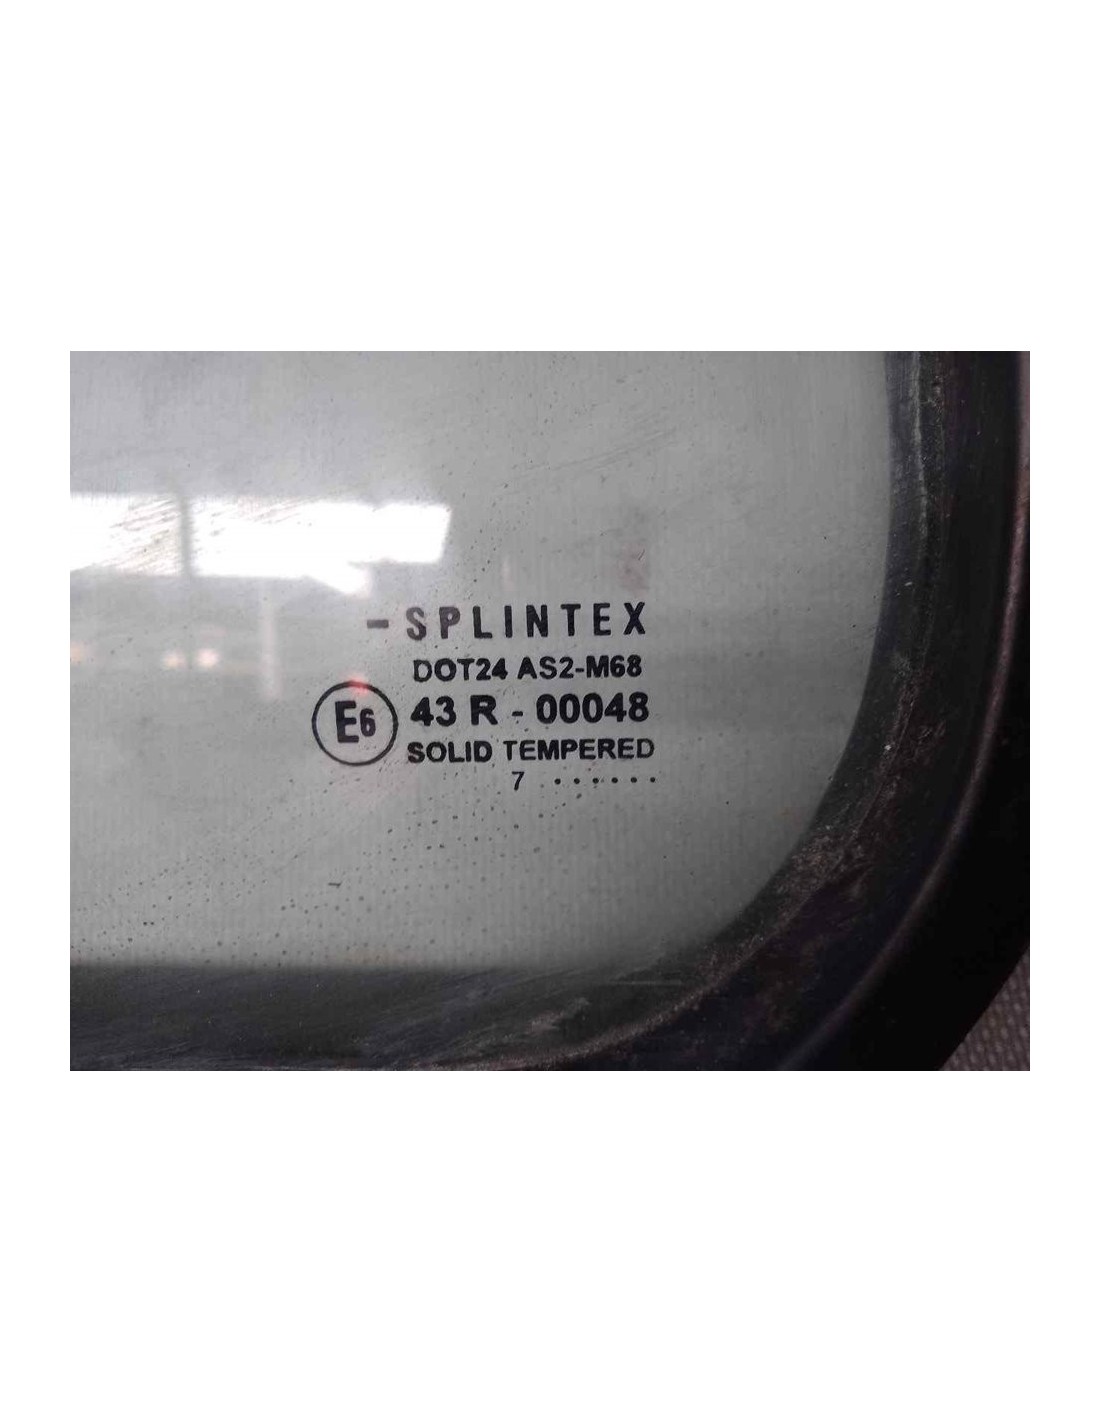 - SPLINTEX
DOT24 AS2-M68
E6 43 R - 00048
SOLID TEMPERED
7 ••••••